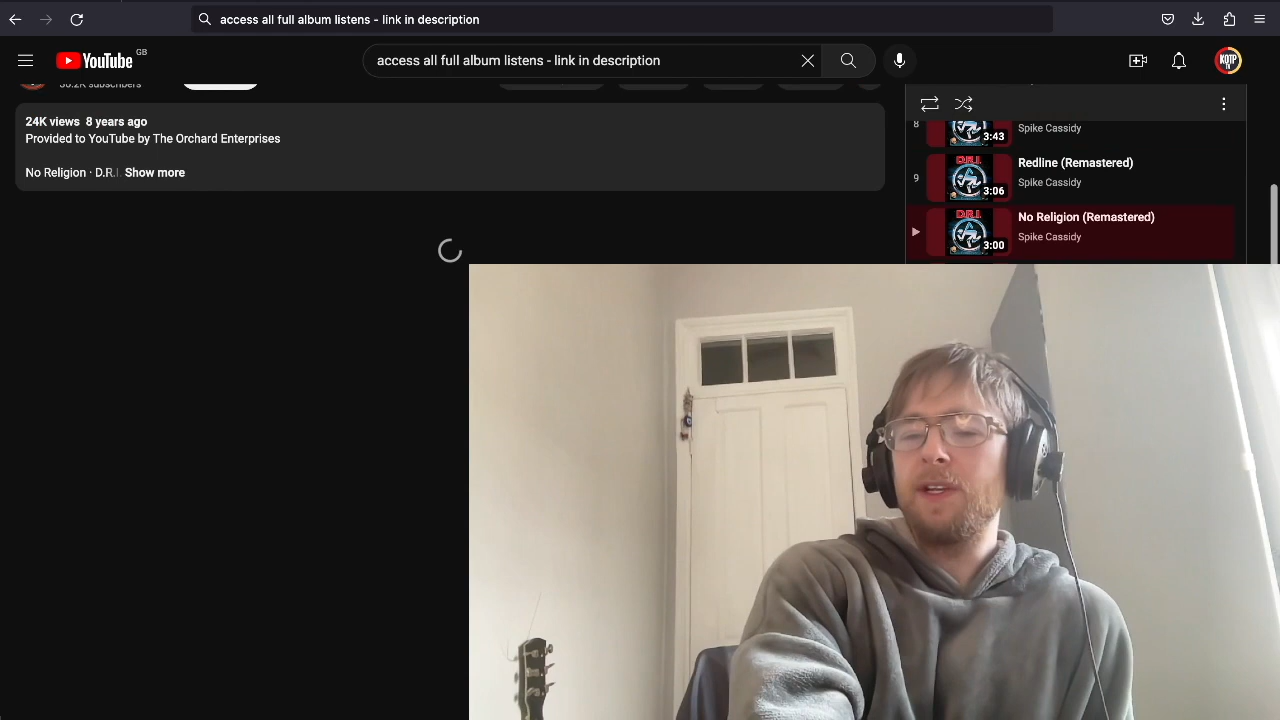 access all full album listens - link in description
YouTube GB
access all full album listens - link in description
KOTP
24K views 8 years ago
Provided to YouTube by The Orchard Enterprises
No Religion · D.R.I. Show more
8
3:43
Spike Cassidy
9
D.R.I.
3:06
Redline (Remastered)
Spike Cassidy
D.R.I.
3:00
No Religion (Remastered)
Spike Cassidy